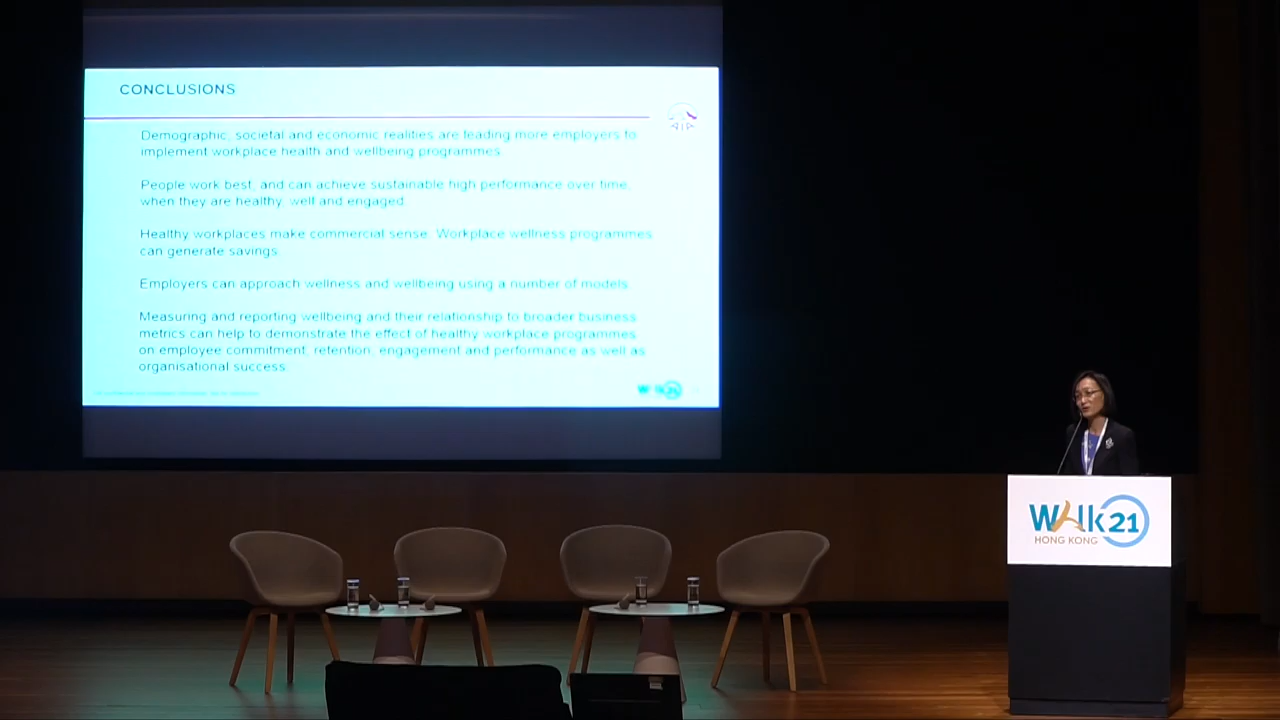 CONCLUSIONS
AIA
Demographic, societal and economic realities are leading more employers to
implement workplace health and wellbeing programmes.
People work best, and can achieve sustainable high performance over time,
when they are healthy, well and engaged.
Healthy workplaces make commercial sense. Workplace wellness programmes
can generate savings.
Employers can approach wellness and wellbeing using a number of models.
Measuring and reporting wellbeing and their relationship to broader business
metrics can help to demonstrate the effect of healthy workplace programmes
on employee commitment, retention, engagement and performance as well as
organisational success.
Walk21
HONG KONG